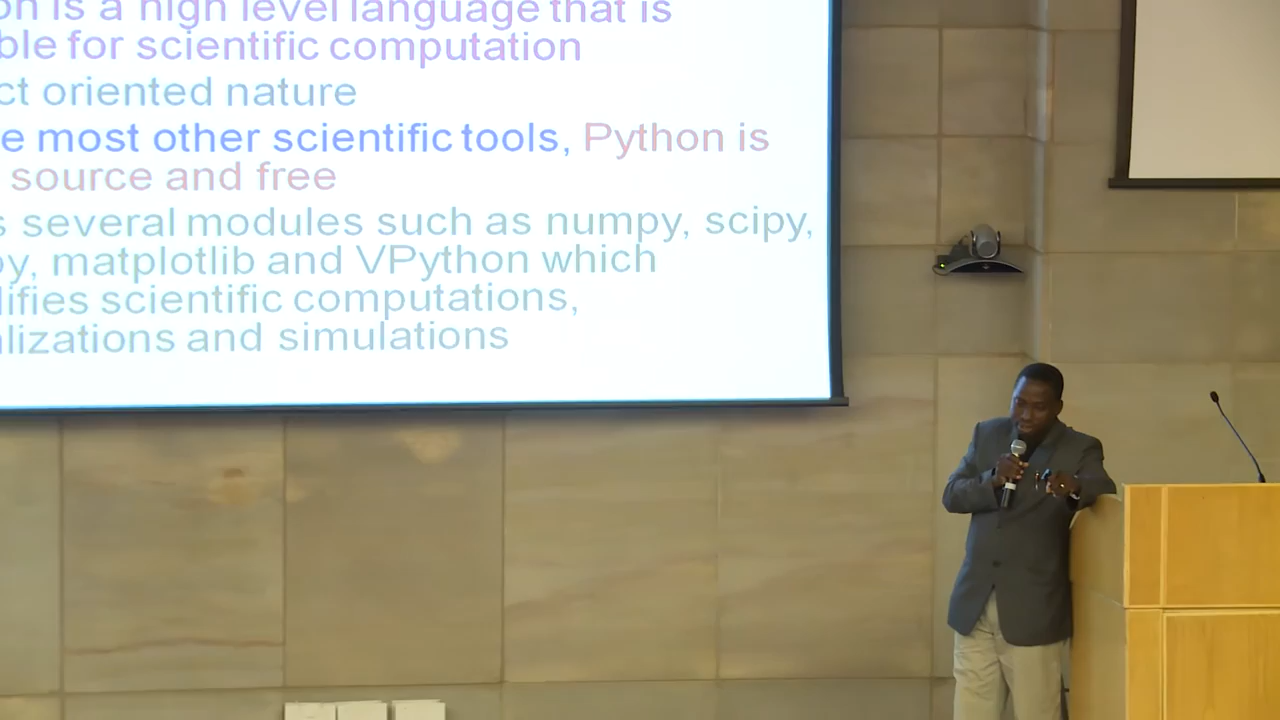 on is a high level language that is
ble for scientific computation
ct oriented nature
e most other scientific tools, Python is
source and free
s several modules such as numpy, scipy,
oy, matplotlib and VPython which
lifies scientific computations,
lizations and simulations